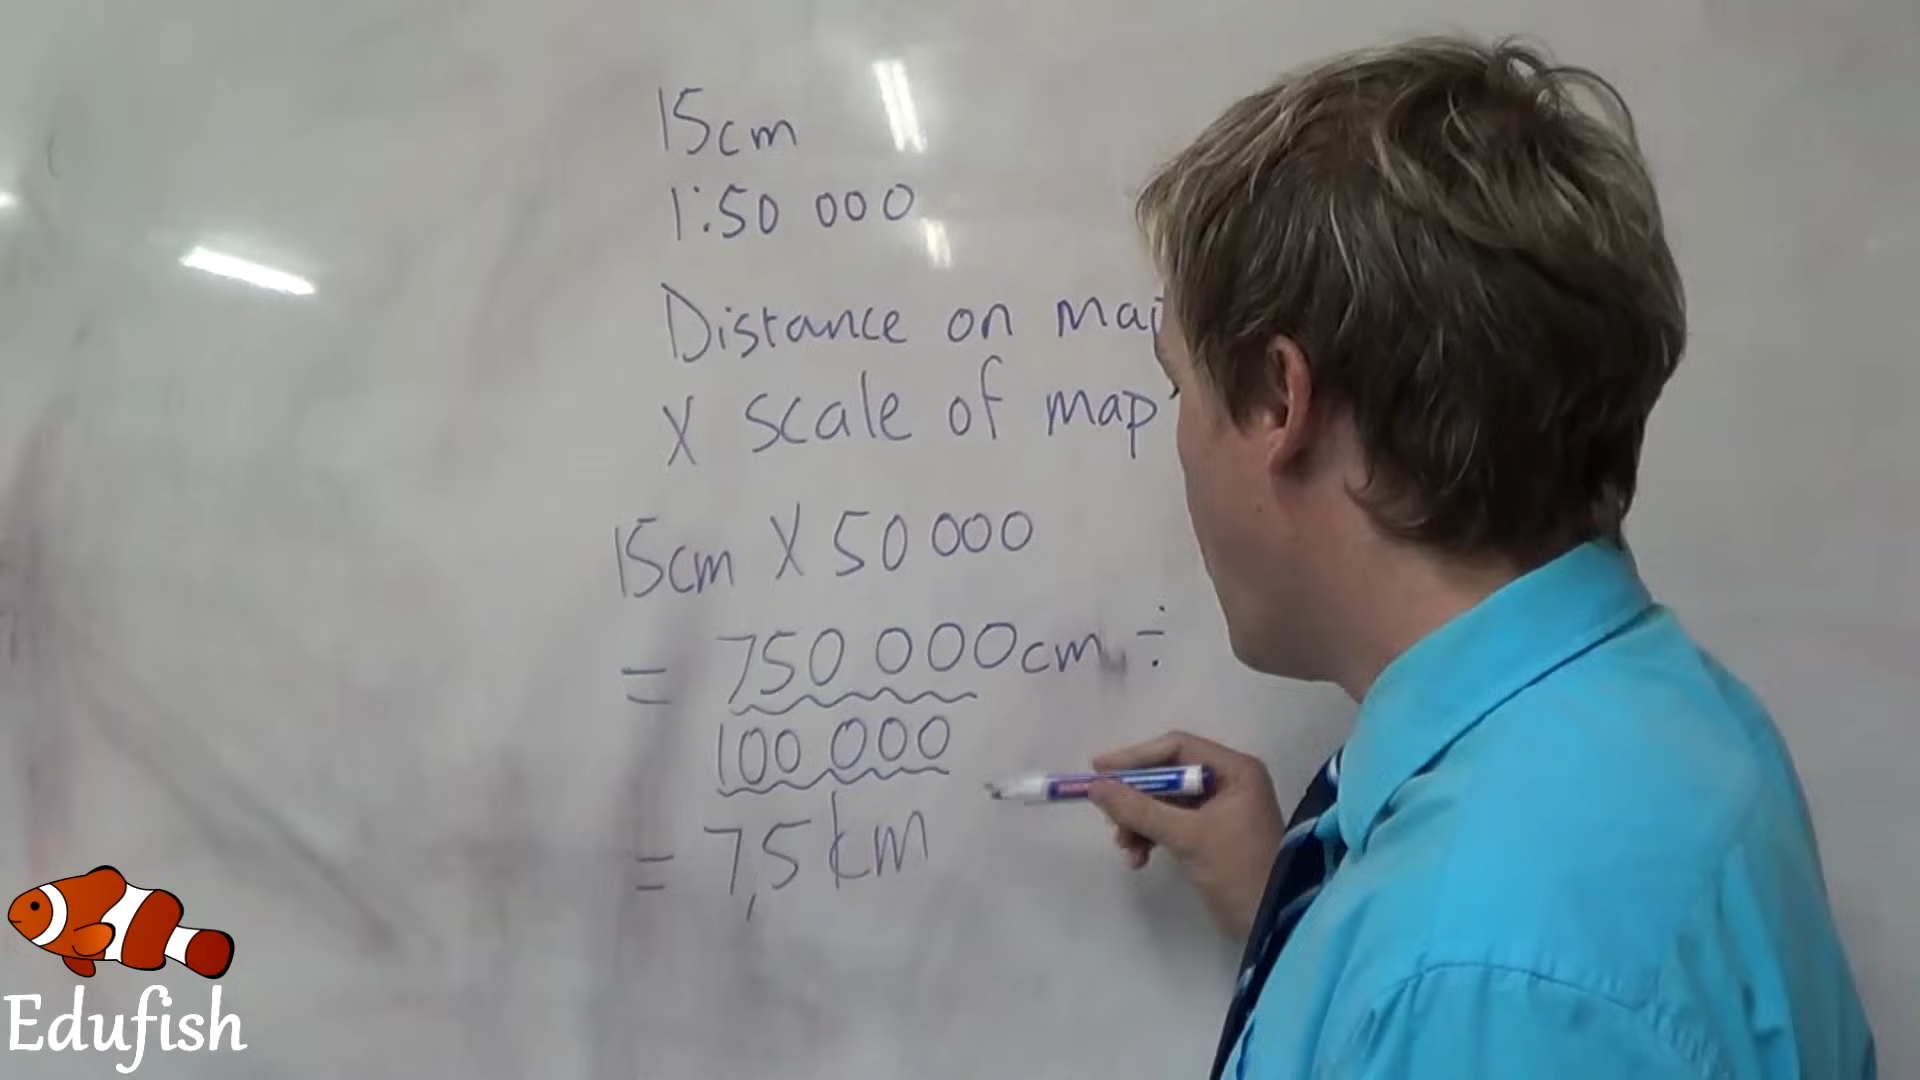 15cm
1:50 000
Distance on map
X scale of map
15cm X 50 000
= 750 000cm ÷
100 000
= 7,5 km
Edufish